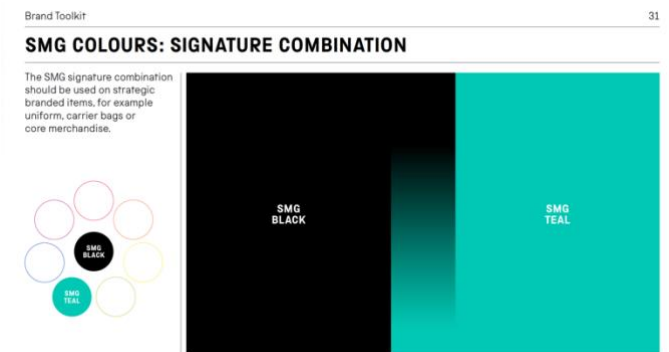 Brand Toolkit
31
SMG COLOURS: SIGNATURE COMBINATION
The SMG signature combination
should be used on strategic
branded items, for example
uniform, carrier bags or
core merchandise.
SMG
BLACK
SMG
TEAL
SMG
BLACK
SMG
TEAL